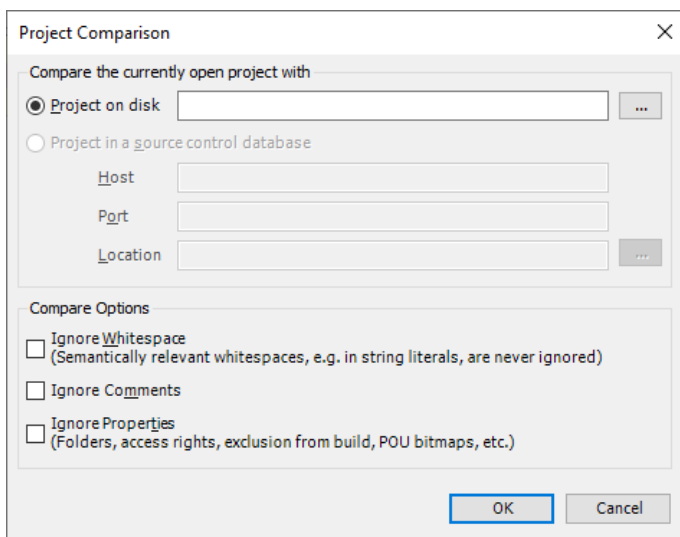 Project Comparison
Compare the currently open project with
Project on disk
...
Project in a source control database
Host
Port
Location
...
Compare Options
Ignore Whitespace
(Semantically relevant whitespaces, e.g. in string literals, are never ignored)
Ignore Comments
Ignore Properties
(Folders, access rights, exclusion from build, POU bitmaps, etc.)
OK
Cancel